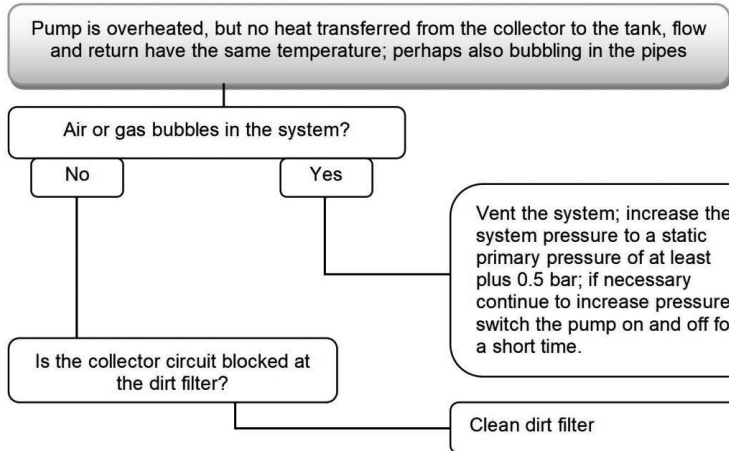 Pump is overheated, but no heat transferred from the collector to the tank, flow
and return have the same temperature; perhaps also bubbling in the pipes
Air or gas bubbles in the system?
No
Yes
Vent the system; increase the
system pressure to a static
primary pressure of at least
plus 0.5 bar; if necessary
continue to increase pressure
switch the pump on and off fo
a short time.
Is the collector circuit blocked at
the dirt filter?
Clean dirt filter